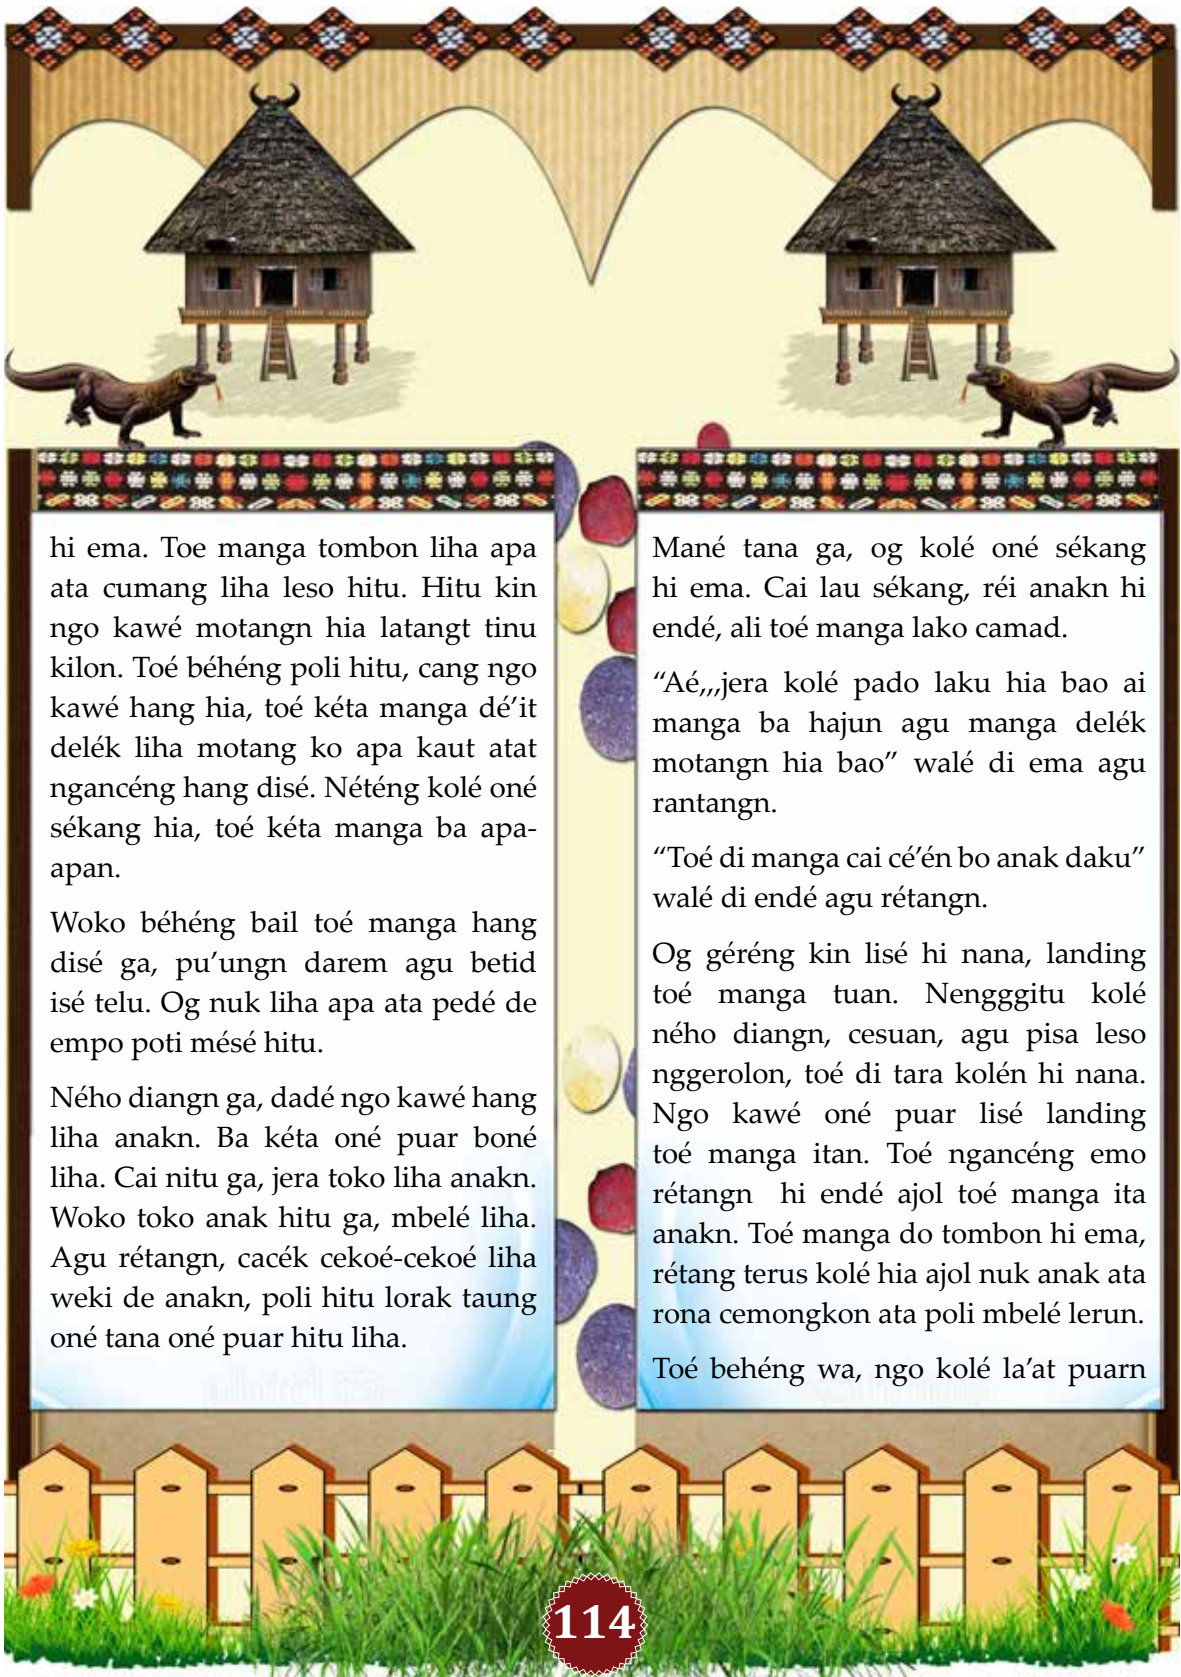 hi ema. Toe manga tombon liha apa
ata cumang liha leso hitu. Hitu kin
ngo kawé motangn hia latangt tinu
kilon. Toé béhéng poli hitu, cang ngo
kawé hang hia, toé kéta manga dé’it
delék liha motang ko apa kaut atat
ngancéng hang disé. Néténg kolé oné
sékang hia, toé kéta manga ba apa-
apan.
Woko béhéng bail toé manga hang
disé ga, pu’ungn darem agu betid
isé telu. Og nuk liha apa ata pedé de
empo poti mésé hitu.
Ného diangn ga, dadé ngo kawé hang
liha anakn. Ba kéta oné puar boné
liha. Cai nitu ga, jera toko liha anakn.
Woko toko anak hitu ga, mbelé liha.
Agu rétangn, cacék cekoé-cekoé liha
weki de anakn, poli hitu lorak taung
oné tana oné puar hitu liha.
Mané tana ga, og kolé oné sékang
hi ema. Cai lau sékang, réi anakn hi
endé, ali toé manga lako camad.
“Aé,,,jera kolé pado laku hia bao ai
manga ba hajun agu manga delék
motangn hia bao” walé di ema agu
rantangn.
“Toé di manga cai cé’én bo anak daku”
walé di endé agu rétangn.
Og géréng kin lisé hi nana, landing
toé manga tuan. Nengggitu kolé
ného diangn, cesuan, agu pisa leso
nggerolon, toé di tara kolén hi nana.
Ngo kawé oné puar lisé landing
toé manga itan. Toé ngancéng emo
rétangn hi endé ajol toé manga ita
anakn. Toé manga do tombon hi ema,
rétang terus kolé hia ajol nuk anak ata
rona cemongkon ata poli mbelé lerun.
Toé behéng wa, ngo kolé la’at puarn
114